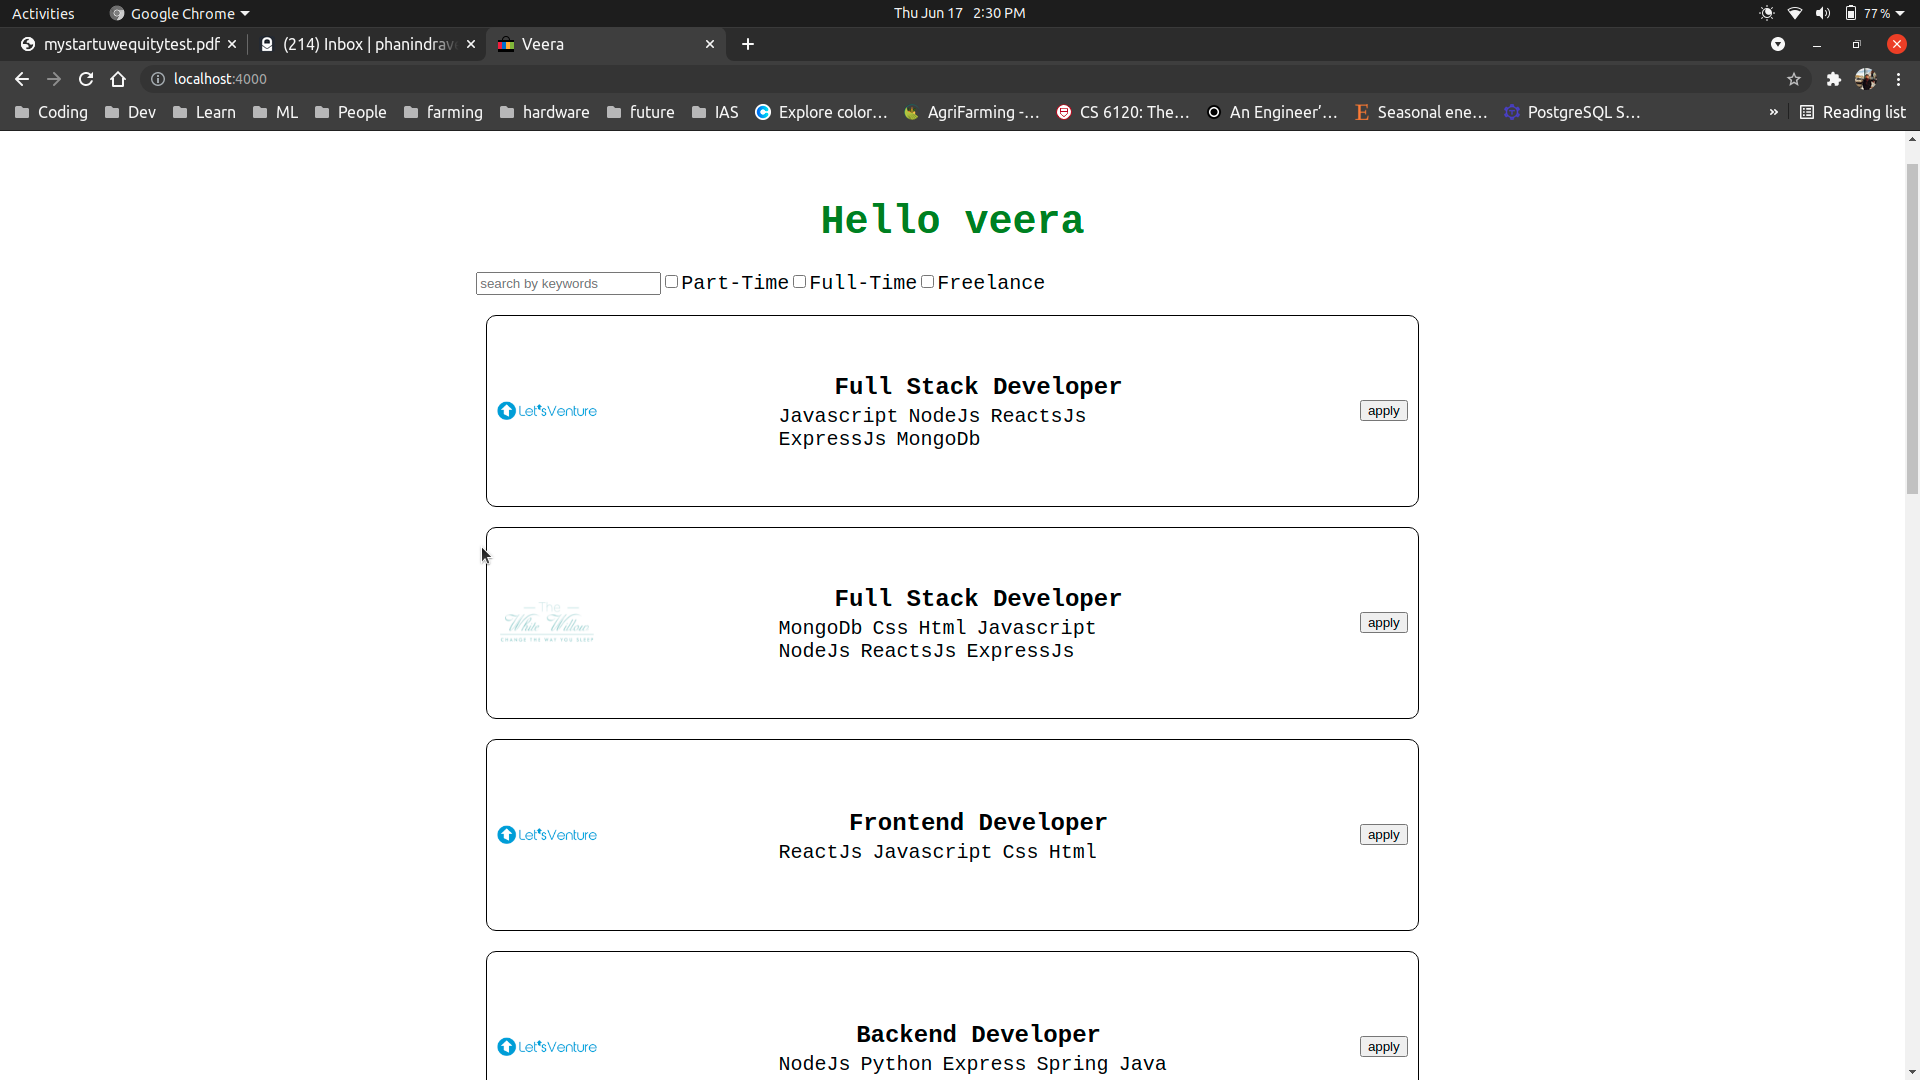 Activities
Google Chrome
Thu Jun 17 2:30 PM
77 %
mystartuwequitytest.pdf
(214) Inbox | phanindrav
Veera
localhost:4000
Coding
Dev
Learn
ML
People
farming
hardware
future
IAS
Explore color...
AgriFarming -...
CS 6120: The...
An Engineer'...
Seasonal ene...
PostgreSQL S...
»
Reading list
Hello veera
search by keywords
Part-Time
Full-Time
Freelance
Let'sVenture
Full Stack Developer
Javascript NodeJs ReactsJs
ExpressJs MongoDb
apply
The
White Willow
CHANGE THE WAY YOU SLEEP
Full Stack Developer
MongoDb Css Html Javascript
NodeJs ReactsJs ExpressJs
apply
Let'sVenture
Frontend Developer
ReactJs Javascript Css Html
apply
Let'sVenture
Backend Developer
NodeJs Python Express Spring Java
apply